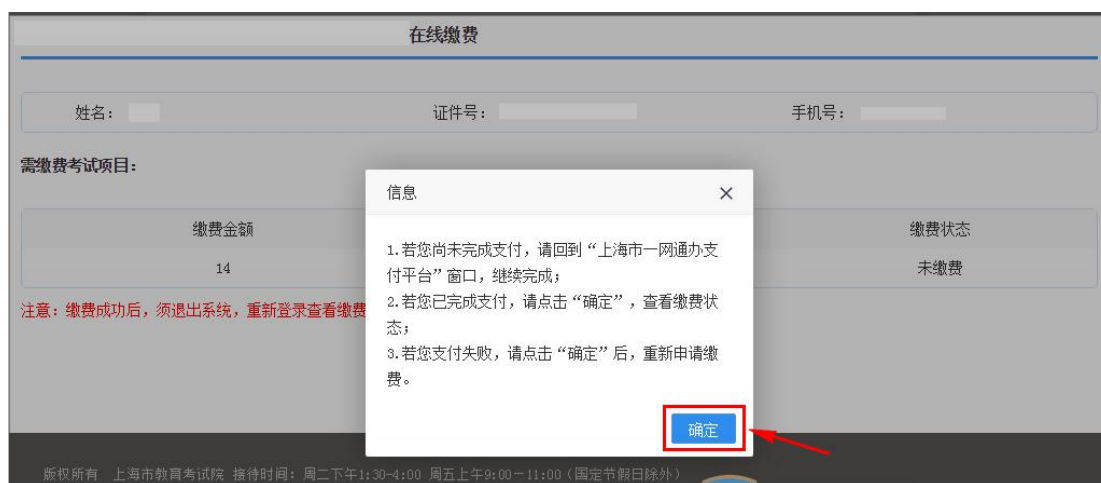 在线缴费
姓名：
证件号：
手机号：
需缴费考试项目：
信息
缴费金额
缴费状态
14
未缴费
1.若您尚未完成支付，请回到“上海市一网通办支
付平台”窗口，继续完成；
2.若您已完成支付，请点击“确定”，查看缴费状
态；
3.若您支付失败，请点击“确定”后，重新申请缴
费。
注意：缴费成功后，须退出系统，重新登录查看缴费
确定
版权所有 上海市教育考试院 接待时间：周二下午1:30-4:00 周五上午9:00－11:00（国定节假日除外）